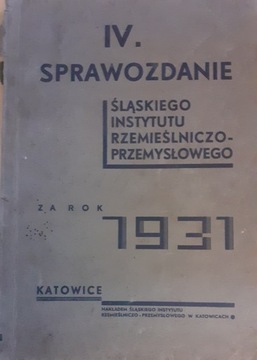 IV.
SPRAWOZDANIE
ŚLĄSKIEGO
INSTYTUTU
RZEMIEŚLNICZO-
PRZEMYSŁOWEGO
ZA ROK
1931
KATOWICE
NAKŁADEM ŚLĄSKIEGO INSTYTUTU
RZEMIEŚLNICZO-PRZEMYSŁOWEGO W KATOWICACH